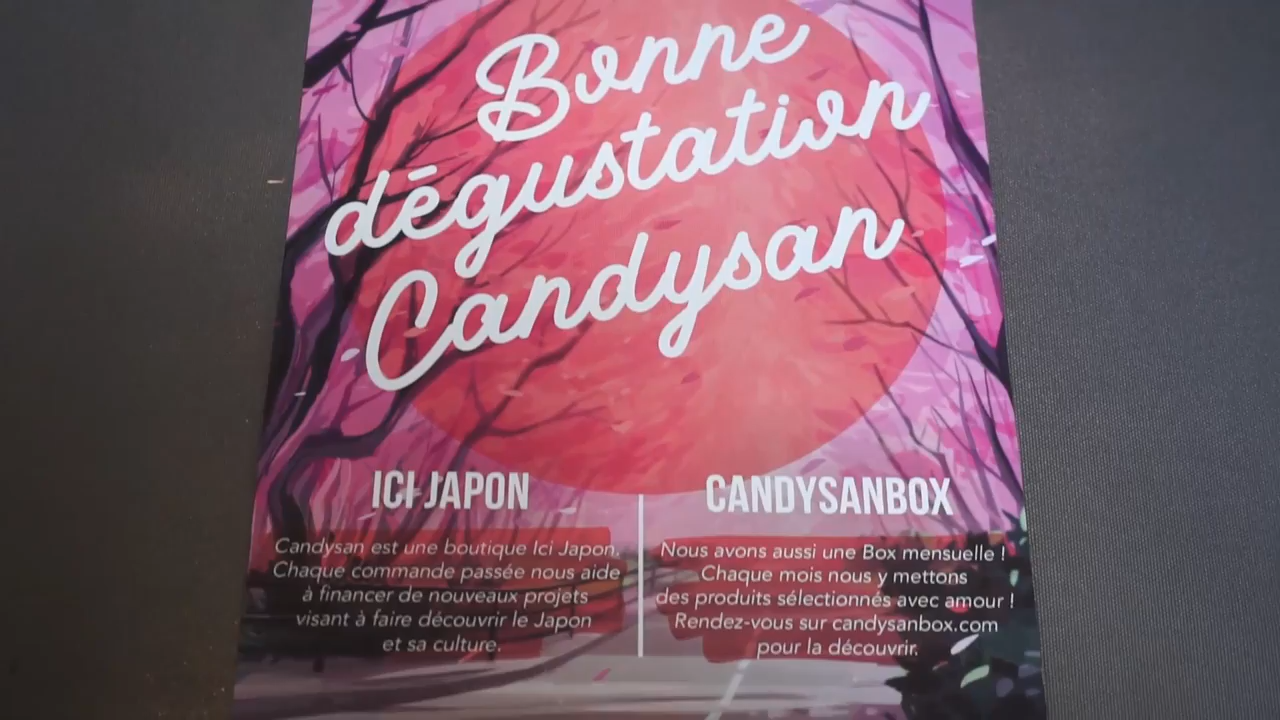 Bonne
dégustation
Candysan
ICI JAPON
Candysan est une boutique Ici Japon.
Chaque commande passée nous aide
à financer de nouveaux projets
visant à faire découvrir le Japon
et sa culture.
CANDYSANBOX
Nous avons aussi une Box mensuelle !
Chaque mois nous y mettons
des produits sélectionnés avec amour !
Rendez-vous sur candysanbox.com
pour la découvrir.